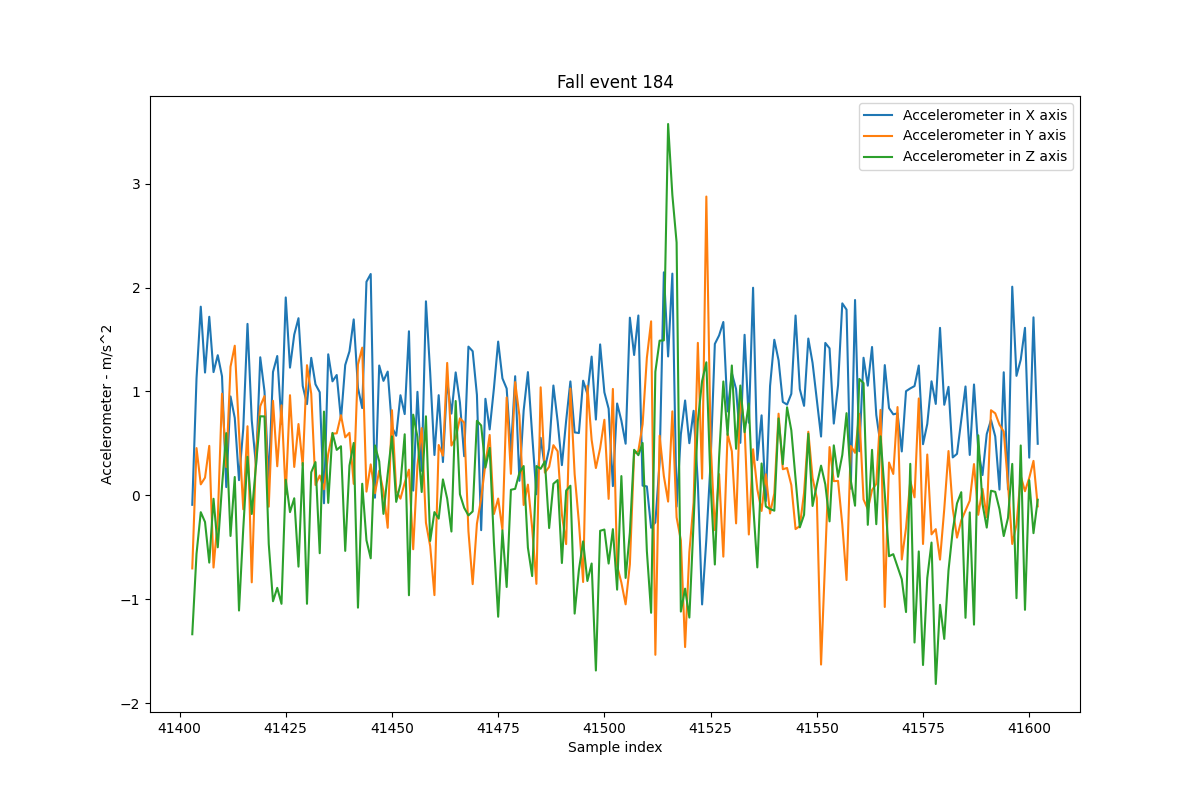 Fall event 184
Accelerometer in X axis
Accelerometer in Y axis
Accelerometer in Z axis
Accelerometer - m/s^2
3
2
1
0
−1
−2
41400 41425 41450 41475 41500 41525 41550 41575 41600
Sample index